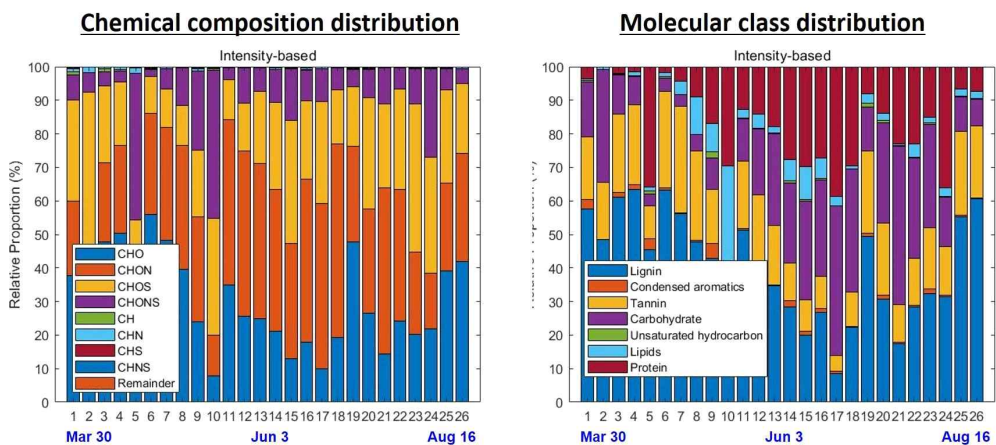 Chemical composition distribution
Intensity-based
Relative Proportion (%)
100
90
80
70
60
50
40
30
20
10
0
CHO
CHON
CHOS
CHONS
CH
CHN
CHS
CHNS
Remainder
1 2 3 4 5 6 7 8 9 10 11 12 13 14 15 16 17 18 19 20 21 22 23 24 25 26
Mar 30 Jun 3 Aug 16
Molecular class distribution
Intensity-based
(%)
100
90
80
70
60
50
40
30
20
10
0
Lignin
Condensed aromatics
Tannin
Carbohydrate
Unsaturated hydrocarbon
Lipids
Protein
1 2 3 4 5 6 7 8 9 10 11 12 13 14 15 16 17 18 19 20 21 22 23 24 25 26
Mar 30 Jun 3 Aug 16